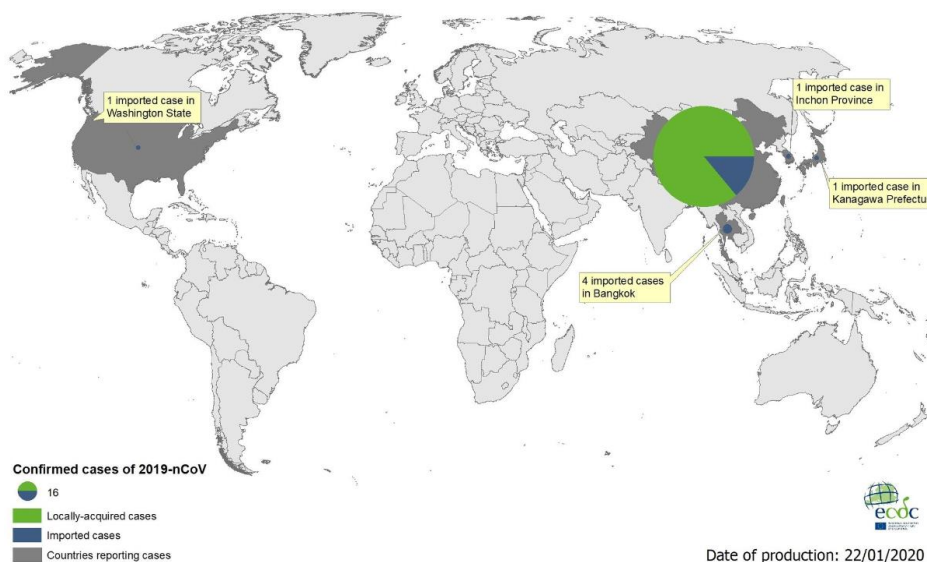 1 imported case in
Washington State
1 imported case in
Inchon Province
1 imported case in
Kanagawa Prefectu
4 imported cases
in Bangkok
Confirmed cases of 2019-nCoV
16
Locally-acquired cases
Imported cases
Countries reporting cases
ecdc
Date of production: 22/01/2020